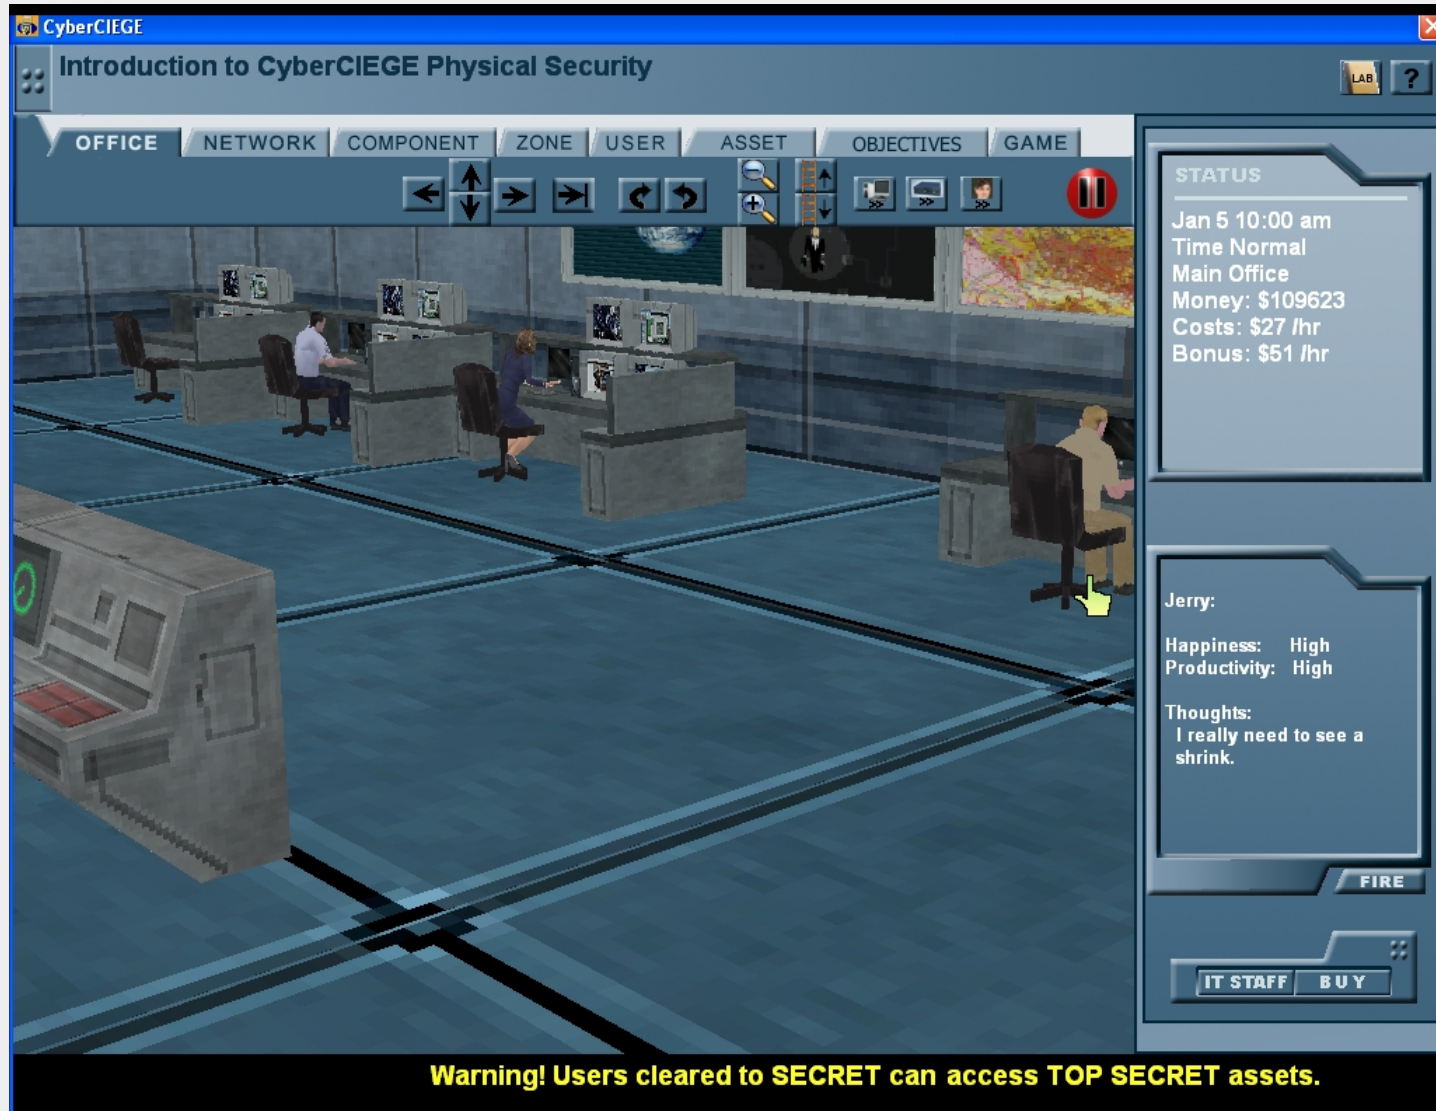 CyberCIEGE
Introduction to CyberCIEGE Physical Security
LAB
?
OFFICE NETWORK COMPONENT ZONE USER ASSET OBJECTIVES GAME
STATUS
Jan 5 10:00 am
Time Normal
Main Office
Money: $109623
Costs: $27 /hr
Bonus: $51 /hr
Jerry:
Happiness: High
Productivity: High
Thoughts:
I really need to see a
shrink.
FIRE
IT STAFF BUY
Warning! Users cleared to SECRET can access TOP SECRET assets.